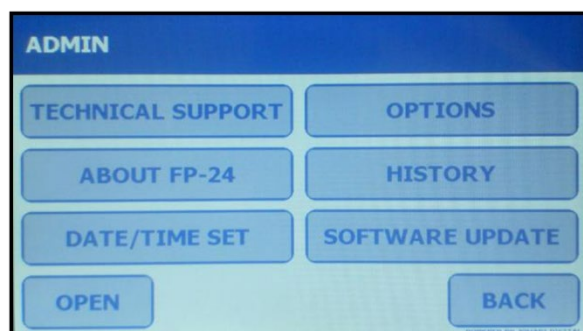 ADMIN
TECHNICAL SUPPORT OPTIONS
ABOUT FP-24 HISTORY
DATE/TIME SET SOFTWARE UPDATE
OPEN BACK